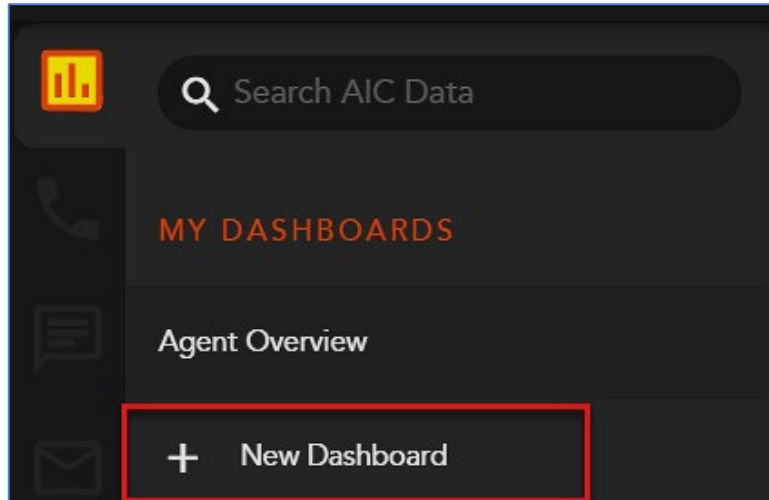 Search AIC Data
MY DASHBOARDS
Agent Overview
+ New Dashboard